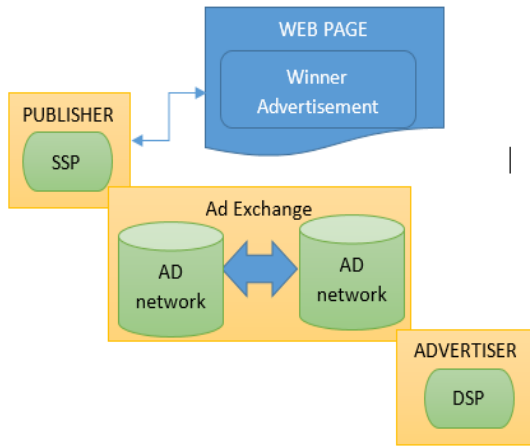 WEB PAGE
Winner
Advertisement
PUBLISHER
SSP
Ad Exchange
AD
network
AD
network
ADVERTISER
DSP